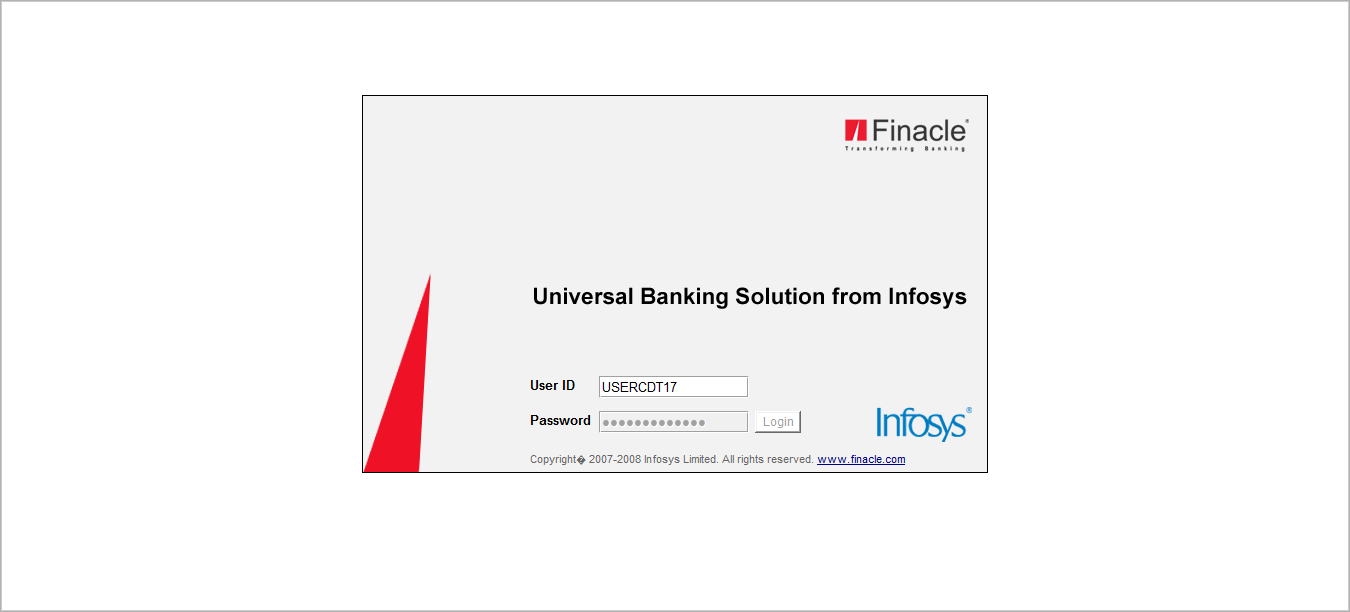 Finacle®
Transforming Banking
Universal Banking Solution from Infosys
User ID USERCDT17
Password ●●●●●●●●●●●●● Login
Infosys®
Copyright� 2007-2008 Infosys Limited. All rights reserved. www.finacle.com